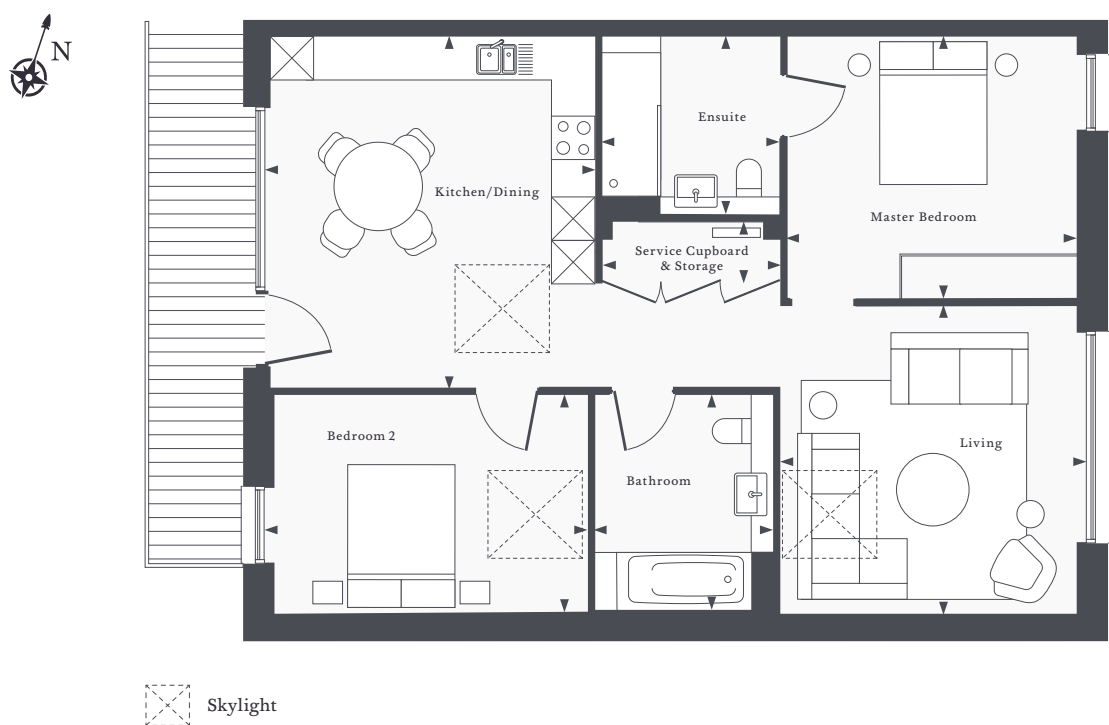 N
Ensuite
Kitchen/Dining
Master Bedroom
Service Cupboard
& Storage
Bedroom 2
Living
Bathroom
Skylight